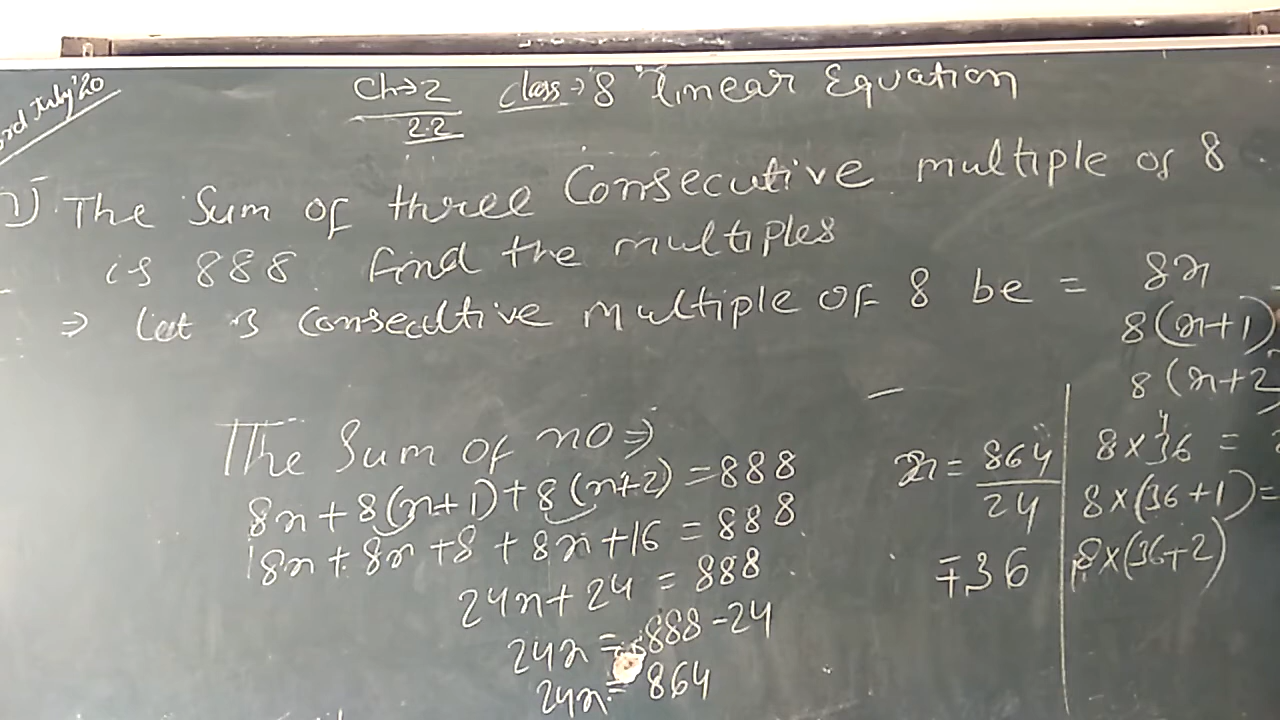 3rd July'20
Ch→2 Class→8 Linear Equation
2.2
1) The Sum of three Consecutive multiple of 8
is 888 find the multiples
⇒ Let 3 consecutive multiple of 8 be = 8x
8(x+1)
8(x+2
The Sum of no⇒
8x+8(x+1)+8(x+2)=888
8x+8x+8+8x+16=888
24x+24=888
24x=888-24
24x=864
x=864/24
=36
8×36=
8×(36+1)=
8×(36+2)